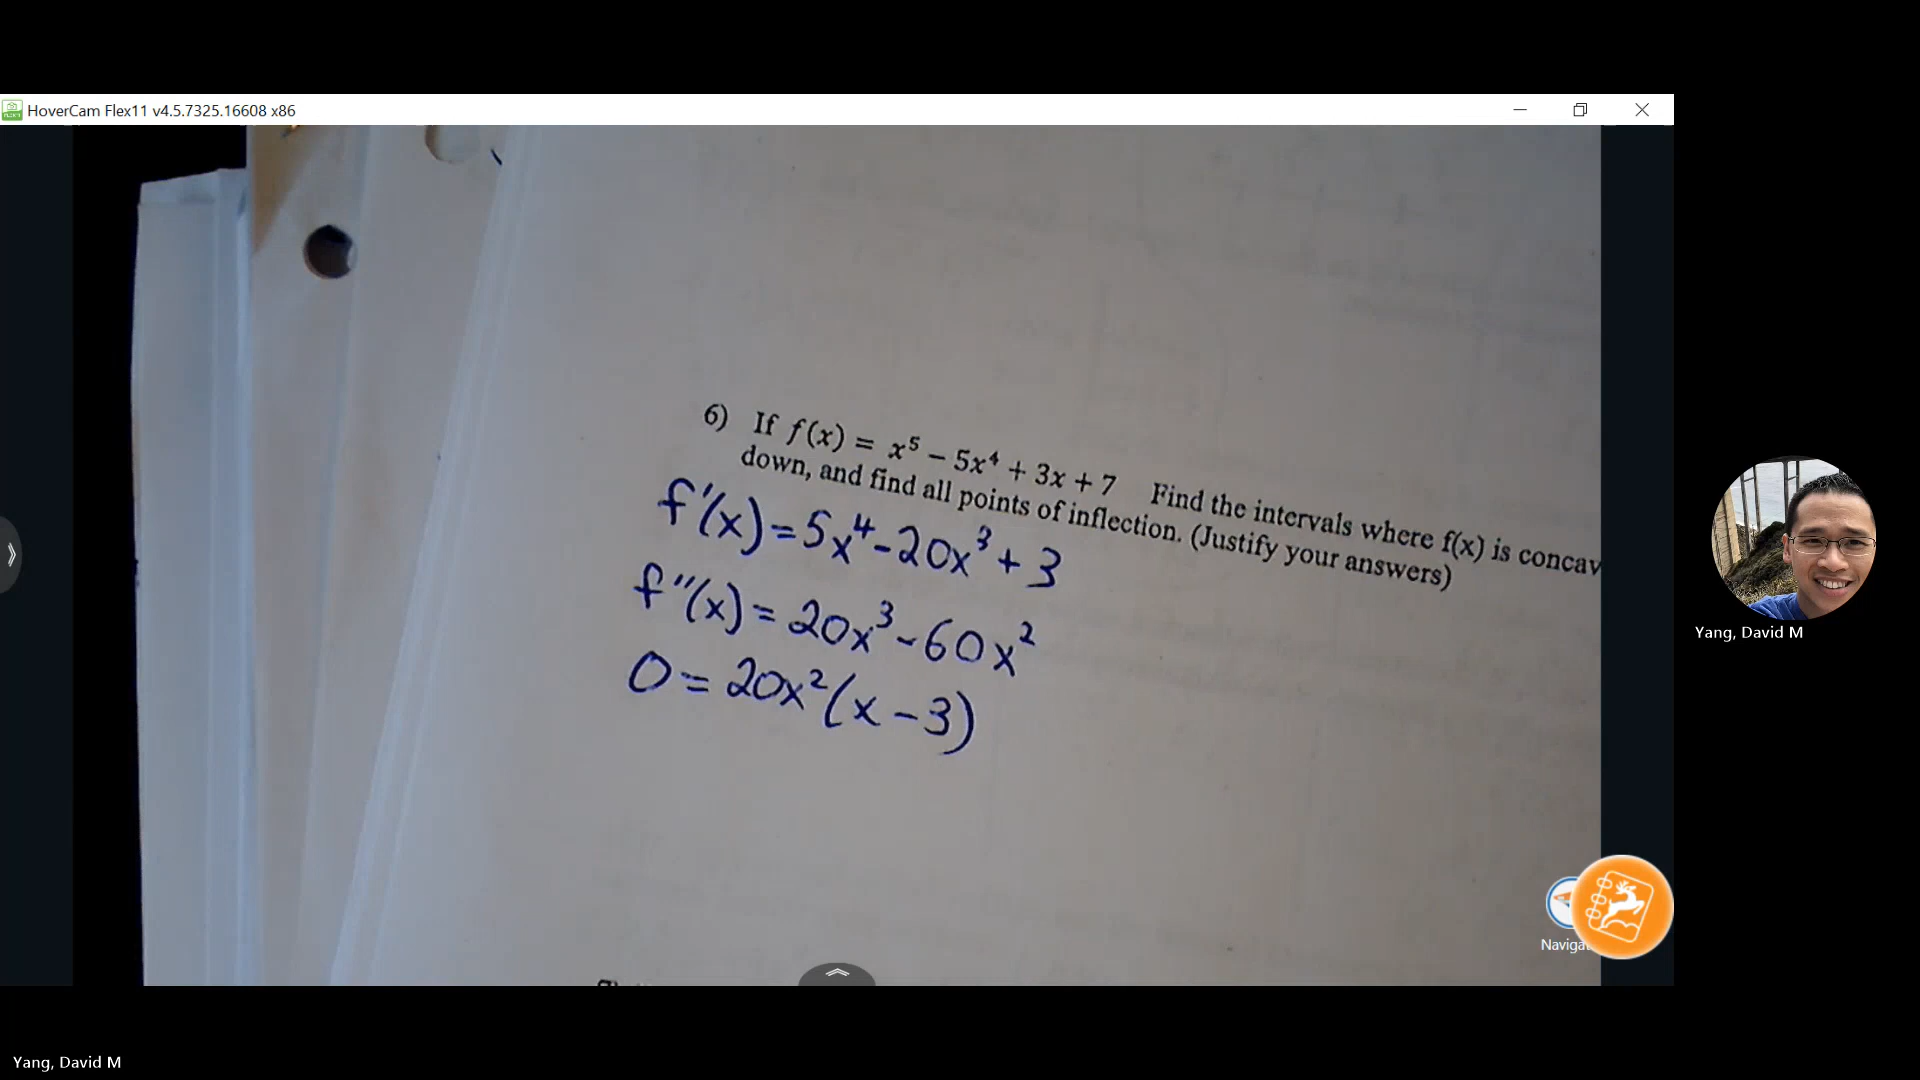 HoverCam Flex11 v4.5.7325.16608 x86
6) If f(x) = x⁵ − 5x⁴ + 3x + 7 Find the intervals where f(x) is concav
down, and find all points of inflection. (Justify your answers)
f'(x) = 5x⁴ - 20x³ + 3
f''(x) = 20x³ - 60x²
0 = 20x²(x - 3)
Yang, David M
Navigat
Yang, David M